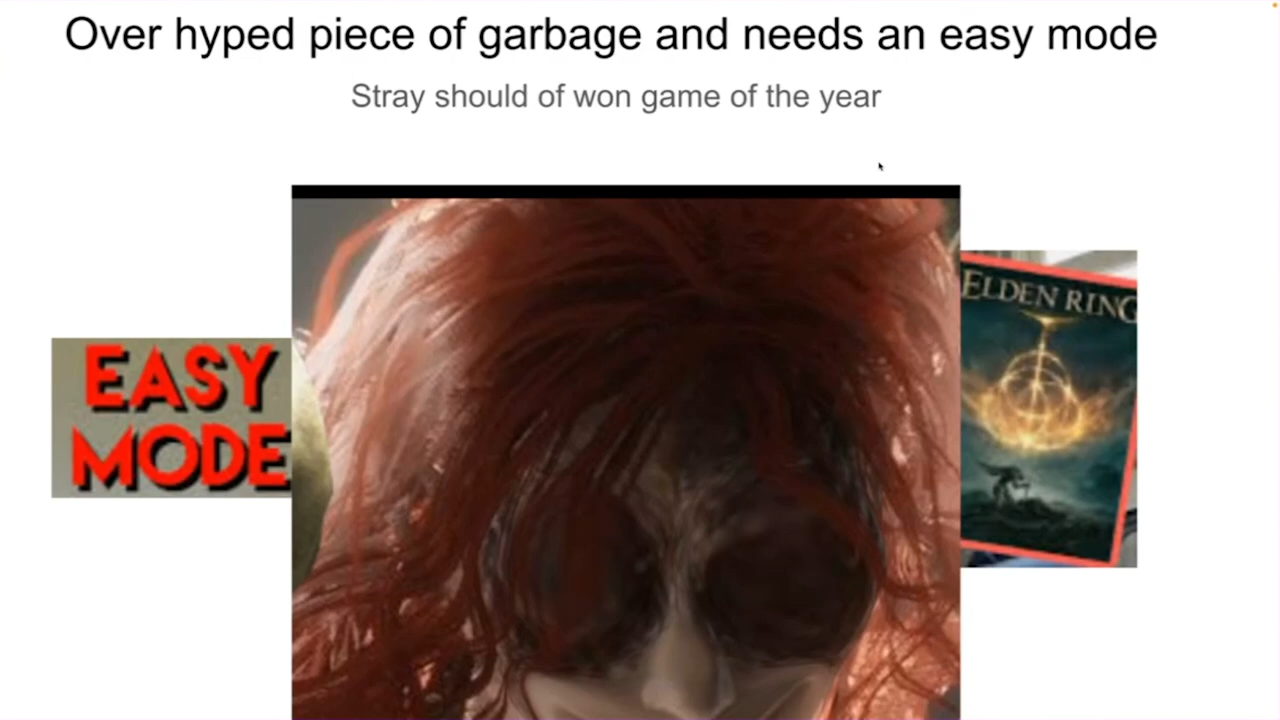 Over hyped piece of garbage and needs an easy mode
Stray should of won game of the year
EASY
MODE
ELDEN RING